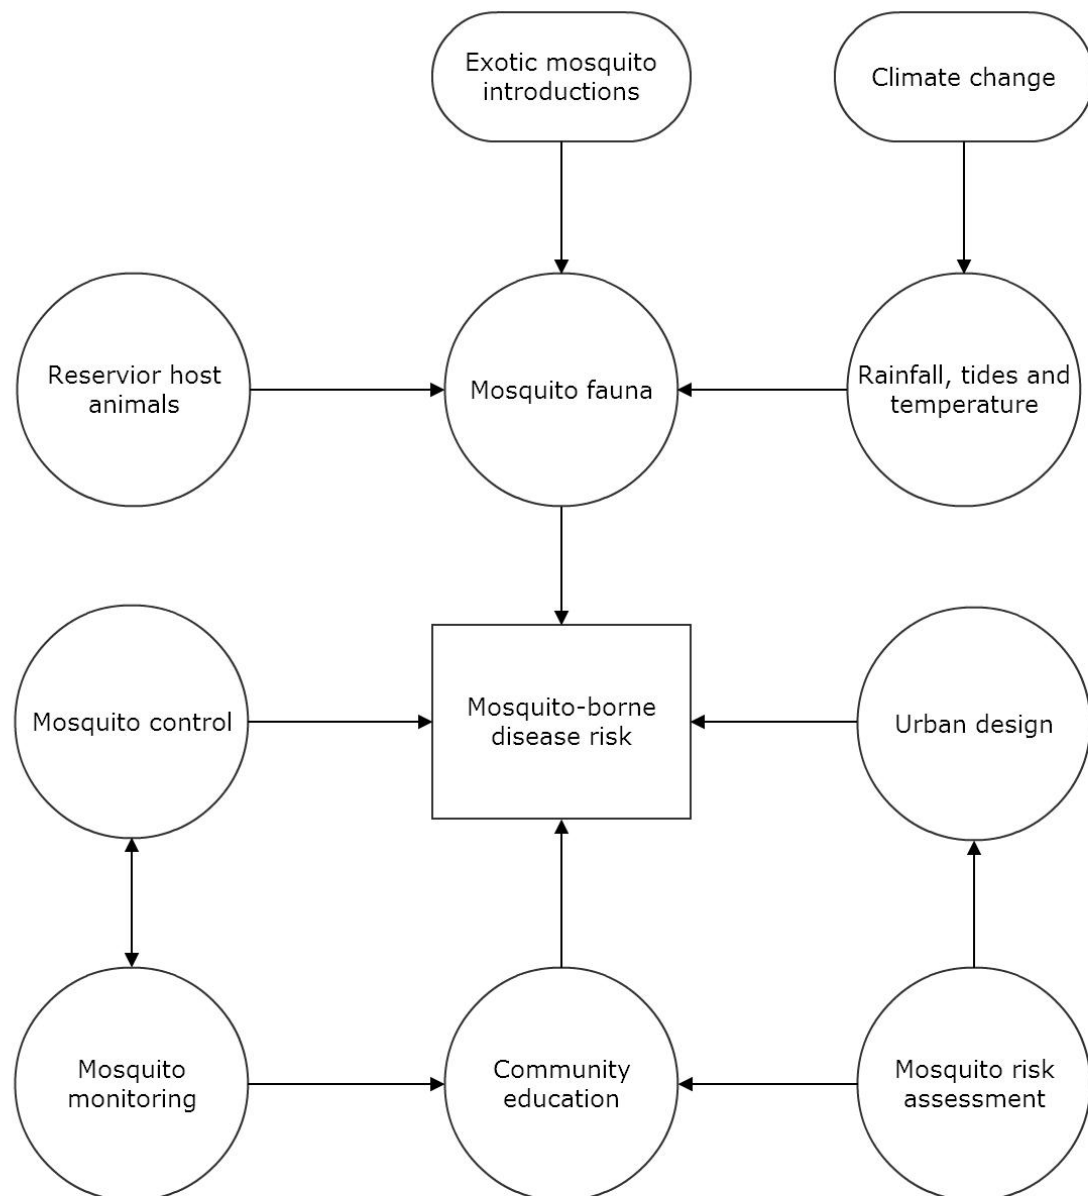 Exotic mosquito
introductions
Climate change
Reservior host
animals
Mosquito fauna
Rainfall, tides and
temperature
Mosquito control
Mosquito-borne
disease risk
Urban design
Mosquito
monitoring
Community
education
Mosquito risk
assessment